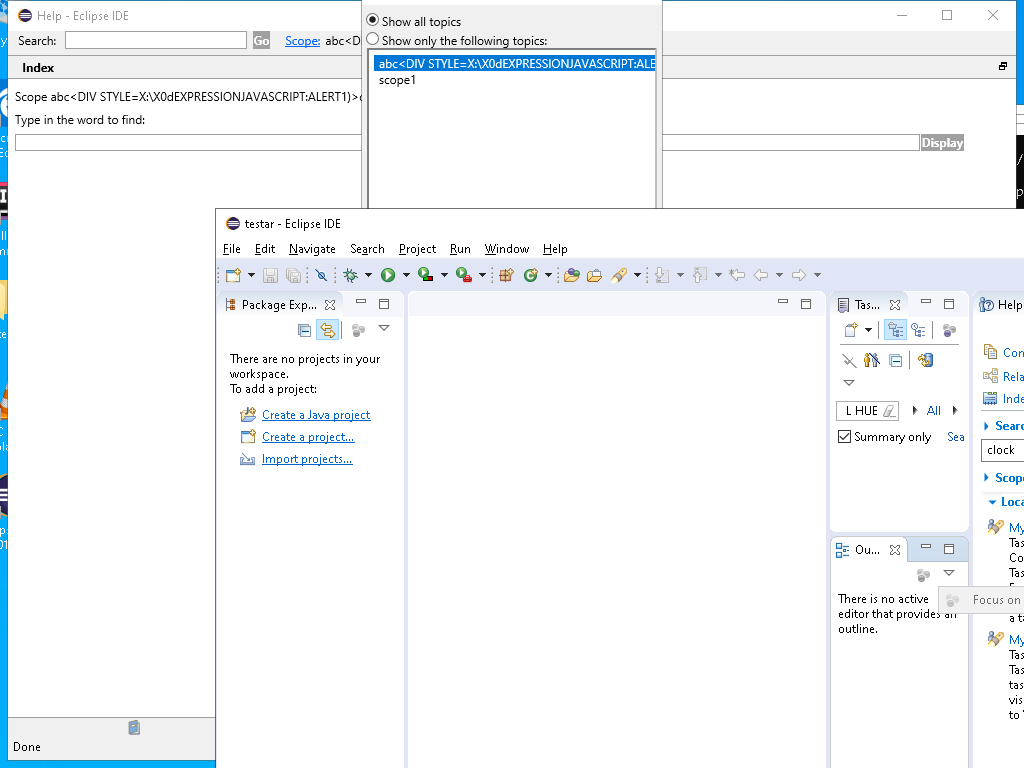 Help - Eclipse IDE
Search:
Go
Scope:
abc<D
Show all topics
Show only the following topics:
abc<DIV STYLE=X:\X0dEXPRESSIONJAVASCRIPT:ALE
scope1
Index
Scope abc<DIV STYLE=X:\X0dEXPRESSIONJAVASCRIPT:ALERT1)>
Type in the word to find:
Display
testar - Eclipse IDE
File Edit Navigate Search Project Run Window Help
Package Exp...
There are no projects in your
workspace.
To add a project:
Create a Java project
Create a project...
Import projects...
Tas...
L HUE
All
Summary only
Sea
Ou...
There is no active
editor that provides an
outline.
Help
Con
Rela
Inde
Searc
clock
Scope
Loca
My
Tas
Co
Tas
Focus on
a ta
My
Tas
Tas
tas
vis
to '
Done